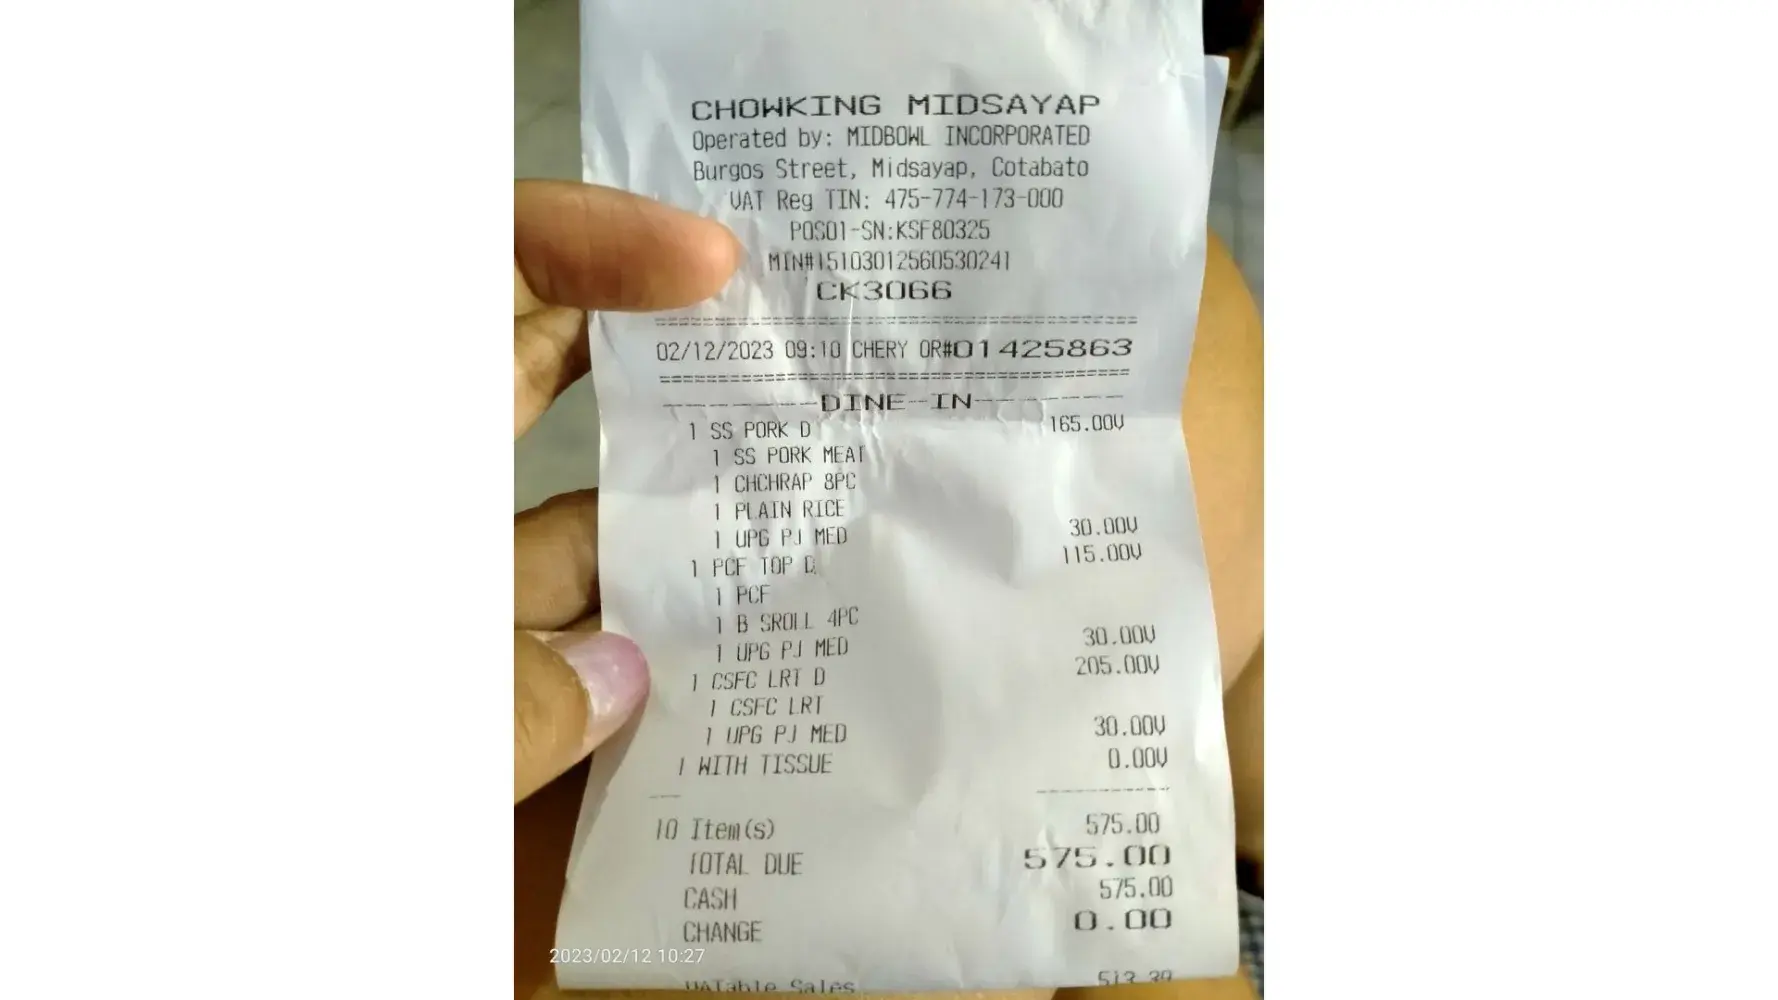 CHOWKING MIDSAYAP
Operated by: MIDBOWL INCORPORATED
Burgos Street, Midsayap, Cotabato
VAT Reg TIN: 475-774-173-000
POS01-SN:KSF80325
MIN#15103012560530241
CK3066
02/12/2023 09:10 CHERY OR#01425863
DINE-IN
1 SS PORK D 165.00V
1 SS PORK MEAT
1 CHCHRAP 8PC
1 PLAIN RICE
1 UPG PJ MED 30.00V
1 PCF TOP D 115.00V
1 PCF
1 B SROLL 4PC
1 UPG PJ MED 30.00V
1 CSFC LRT D 205.00V
1 CSFC LRT
1 UPG PJ MED 30.00V
1 WITH TISSUE 0.00V
10 Item(s) 575.00
TOTAL DUE 575.00
CASH 575.00
CHANGE 0.00
VATable Sales 513.39
2023/02/12 10:27